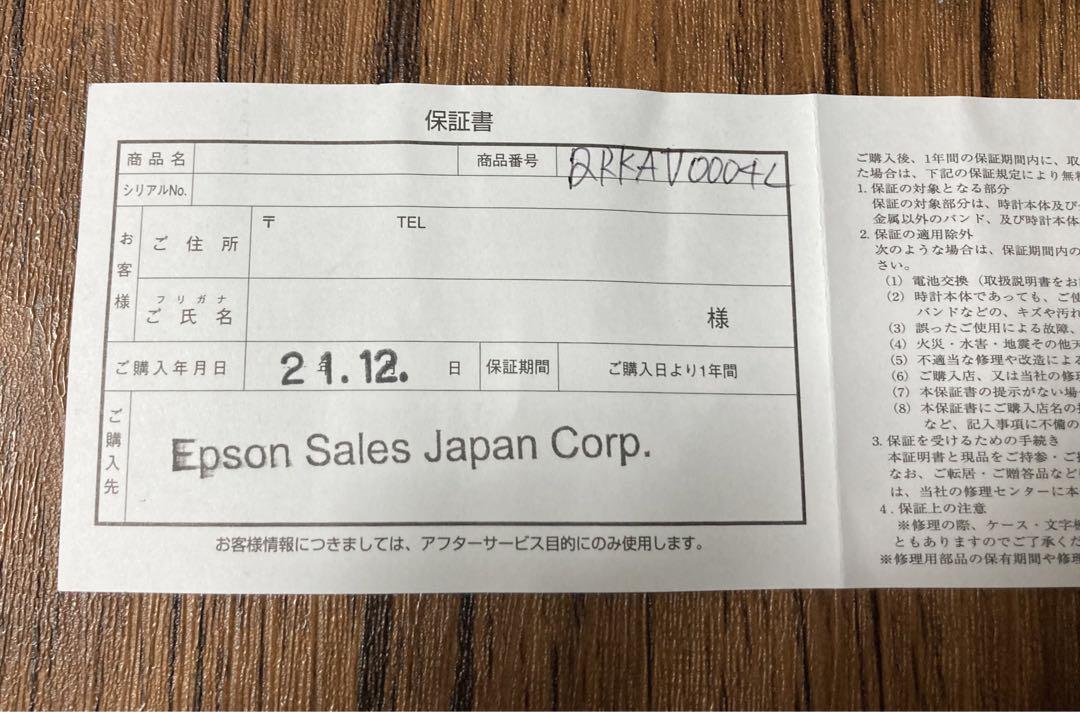 保証書
商品名 商品番号 QRKAV0004L
シリアルNo.
お客様
ご住所 〒 TEL
フリガナ
ご氏名 様
ご購入年月日 21.12. 日 保証期間 ご購入日より1年間
ご購入先
Epson Sales Japan Corp.
お客様情報につきましては、アフターサービス目的にのみ使用します。
ご購入後、1年間の保証期間内に、取
た場合は、下記の保証規定により無
1.保証の対象となる部分
保証の対象部分は、時計本体及び
金属以外のバンド、及び時計本体
2.保証の適用除外
次のような場合は、保証期間内の
さい。
(1) 電池交換（取扱説明書をお
(2) 時計本体であっても、ご使
バンドなどの、キズや汚れ
(3) 誤ったご使用による故障、
(4) 火災・水害・地震その他天
(5) 不適当な修理や改造による
(6) ご購入店、又は当社の修
(7) 本保証書の提示がない場
(8) 本保証書にご購入店名の
など、記入事項に不備の
3.保証を受けるための手続き
本証明書と現品をご持参・ご
なお、ご転居・ご贈答品など
は、当社の修理センターに本
4.保証上の注意
※修理の際、ケース・文字
ともありますのでご了承くだ
※修理用部品の保有期間や修